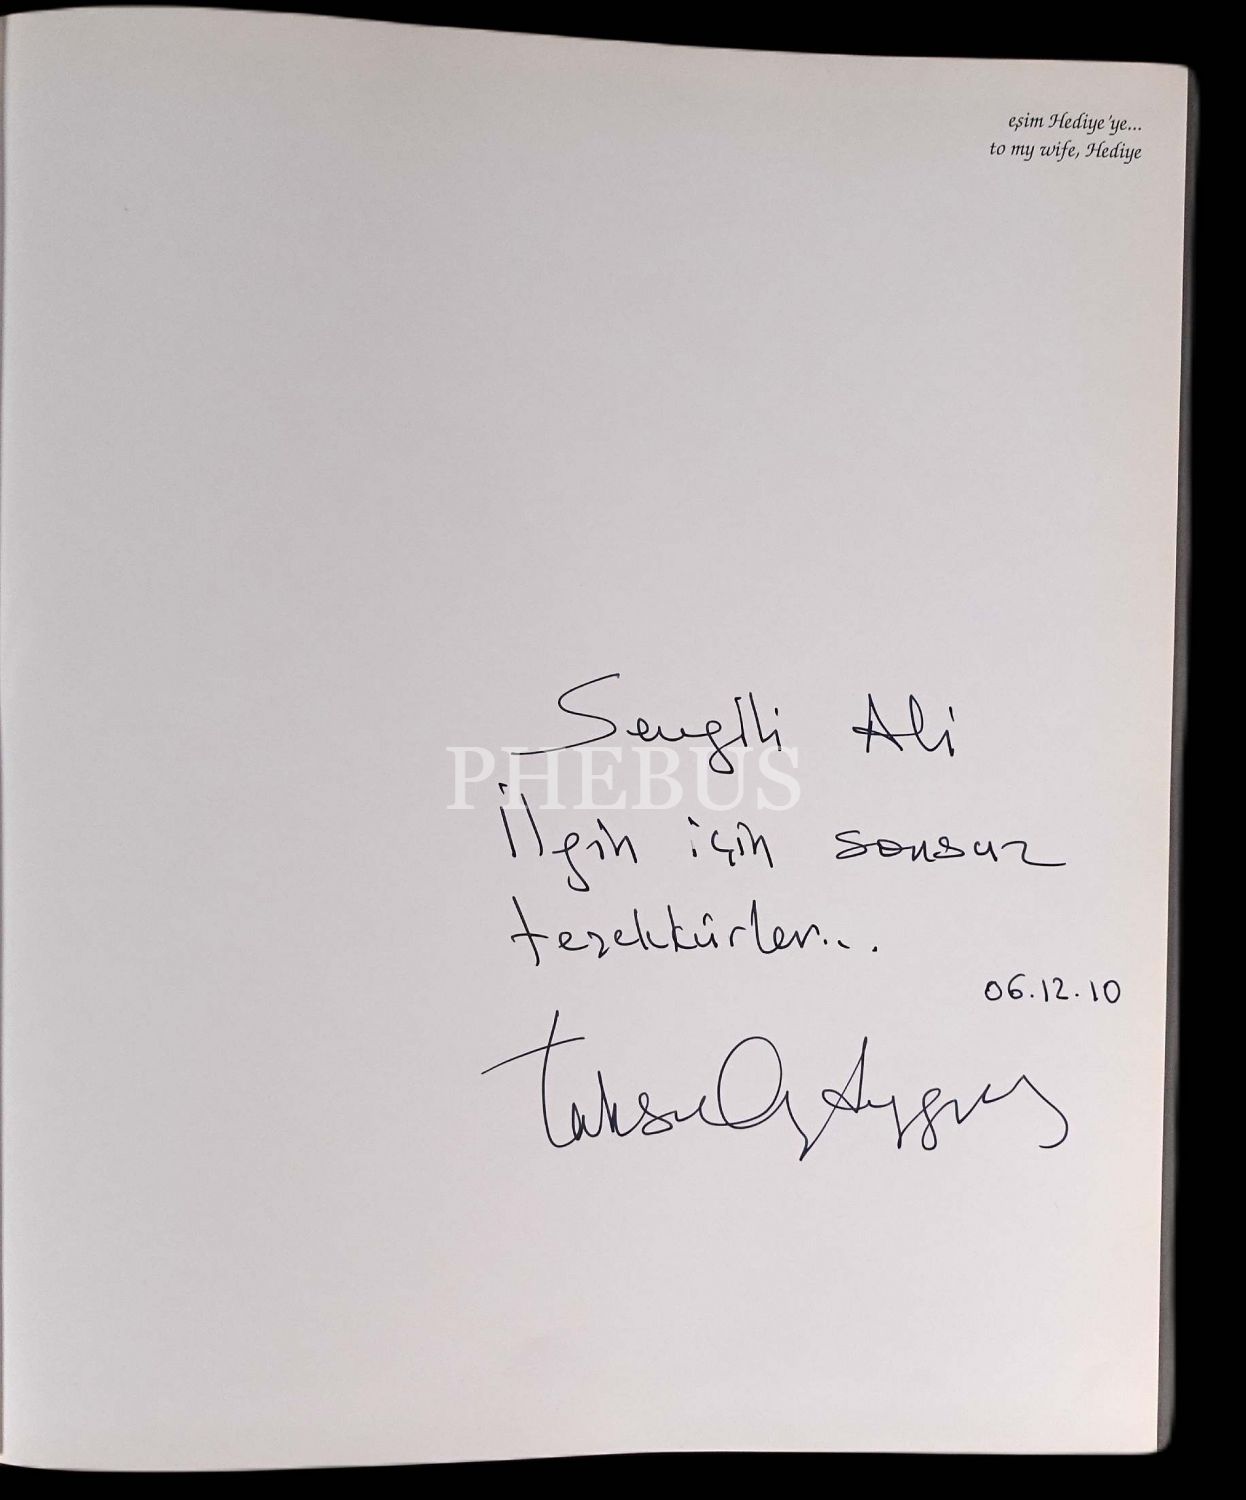 eşim Hediye'ye...
to my wife, Hediye
Sevgili Ali
PHEBUS
İlgin için sonsuz
teşekkürler...
06.12.10